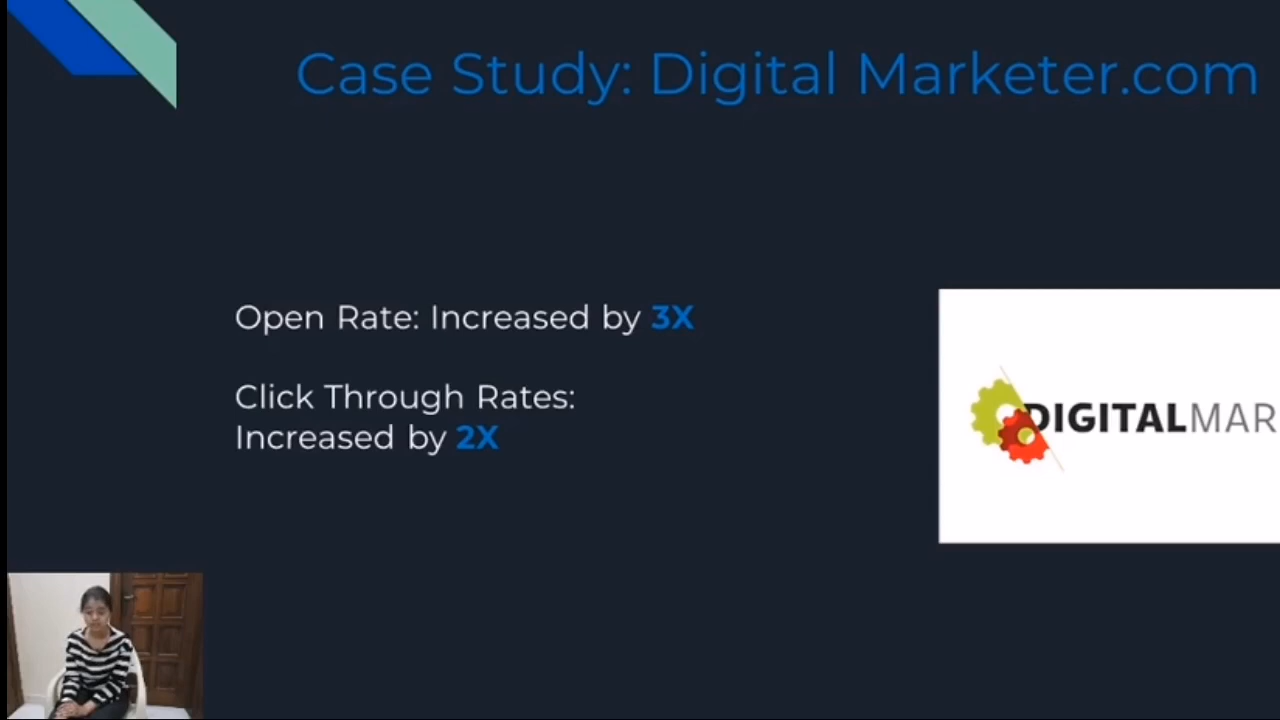 Case Study: Digital Marketer.com
Open Rate: Increased by 3X
Click Through Rates:
Increased by 2X
DIGITALMAR